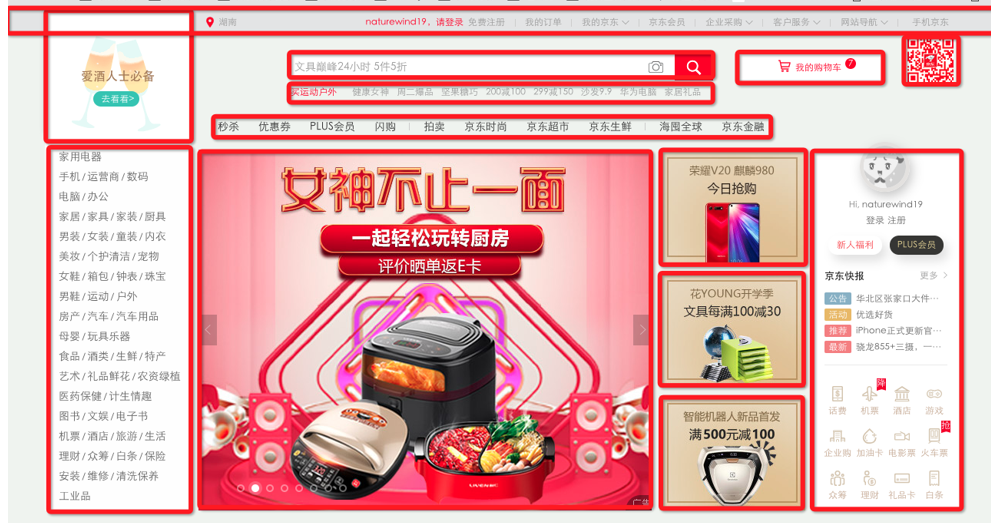 湖南
naturewind19，请登录 免费注册 我的订单 我的京东 京东会员 企业采购 客户服务 网站导航 手机京东
爱酒人士必备
去看看>
文具巅峰24小时 5件5折
我的购物车 7
买运动户外 健康女神 周二爆品 坚果糖巧 200减100 299减150 沙发9.9 华为电脑 家居礼品
秒杀 优惠券 PLUS会员 闪购 拍卖 京东时尚 京东超市 京东生鲜 海囤全球 京东金融
家用电器
手机/运营商/数码
电脑/办公
家居/家具/家装/厨具
男装/女装/童装/内衣
美妆/个护清洁/宠物
女鞋/箱包/钟表/珠宝
男鞋/运动/户外
房产/汽车/汽车用品
母婴/玩具乐器
食品/酒类/生鲜/特产
艺术/礼品鲜花/农资绿植
医药保健/计生情趣
图书/文娱/电子书
机票/酒店/旅游/生活
理财/众筹/白条/保险
安装/维修/清洗保养
工业品
女神不止一面
一起轻松玩转厨房
评价晒单返E卡
LIVEN
广告
荣耀V20 麒麟980
今日抢购
花YOUNG开学季
文具每满100减30
智能机器人新品首发
满500元减100
Hi, naturewind19
登录 注册
新人福利 PLUS会员
京东快报 更多 >
公告 华北区张家口大件…
活动 优选好货
推荐 iPhone正式更新官…
最新 骁龙855+三摄，一…
话费 机票 酒店 游戏
抢
企业购 加油卡 电影票 火车票
众筹 理财 礼品卡 白条